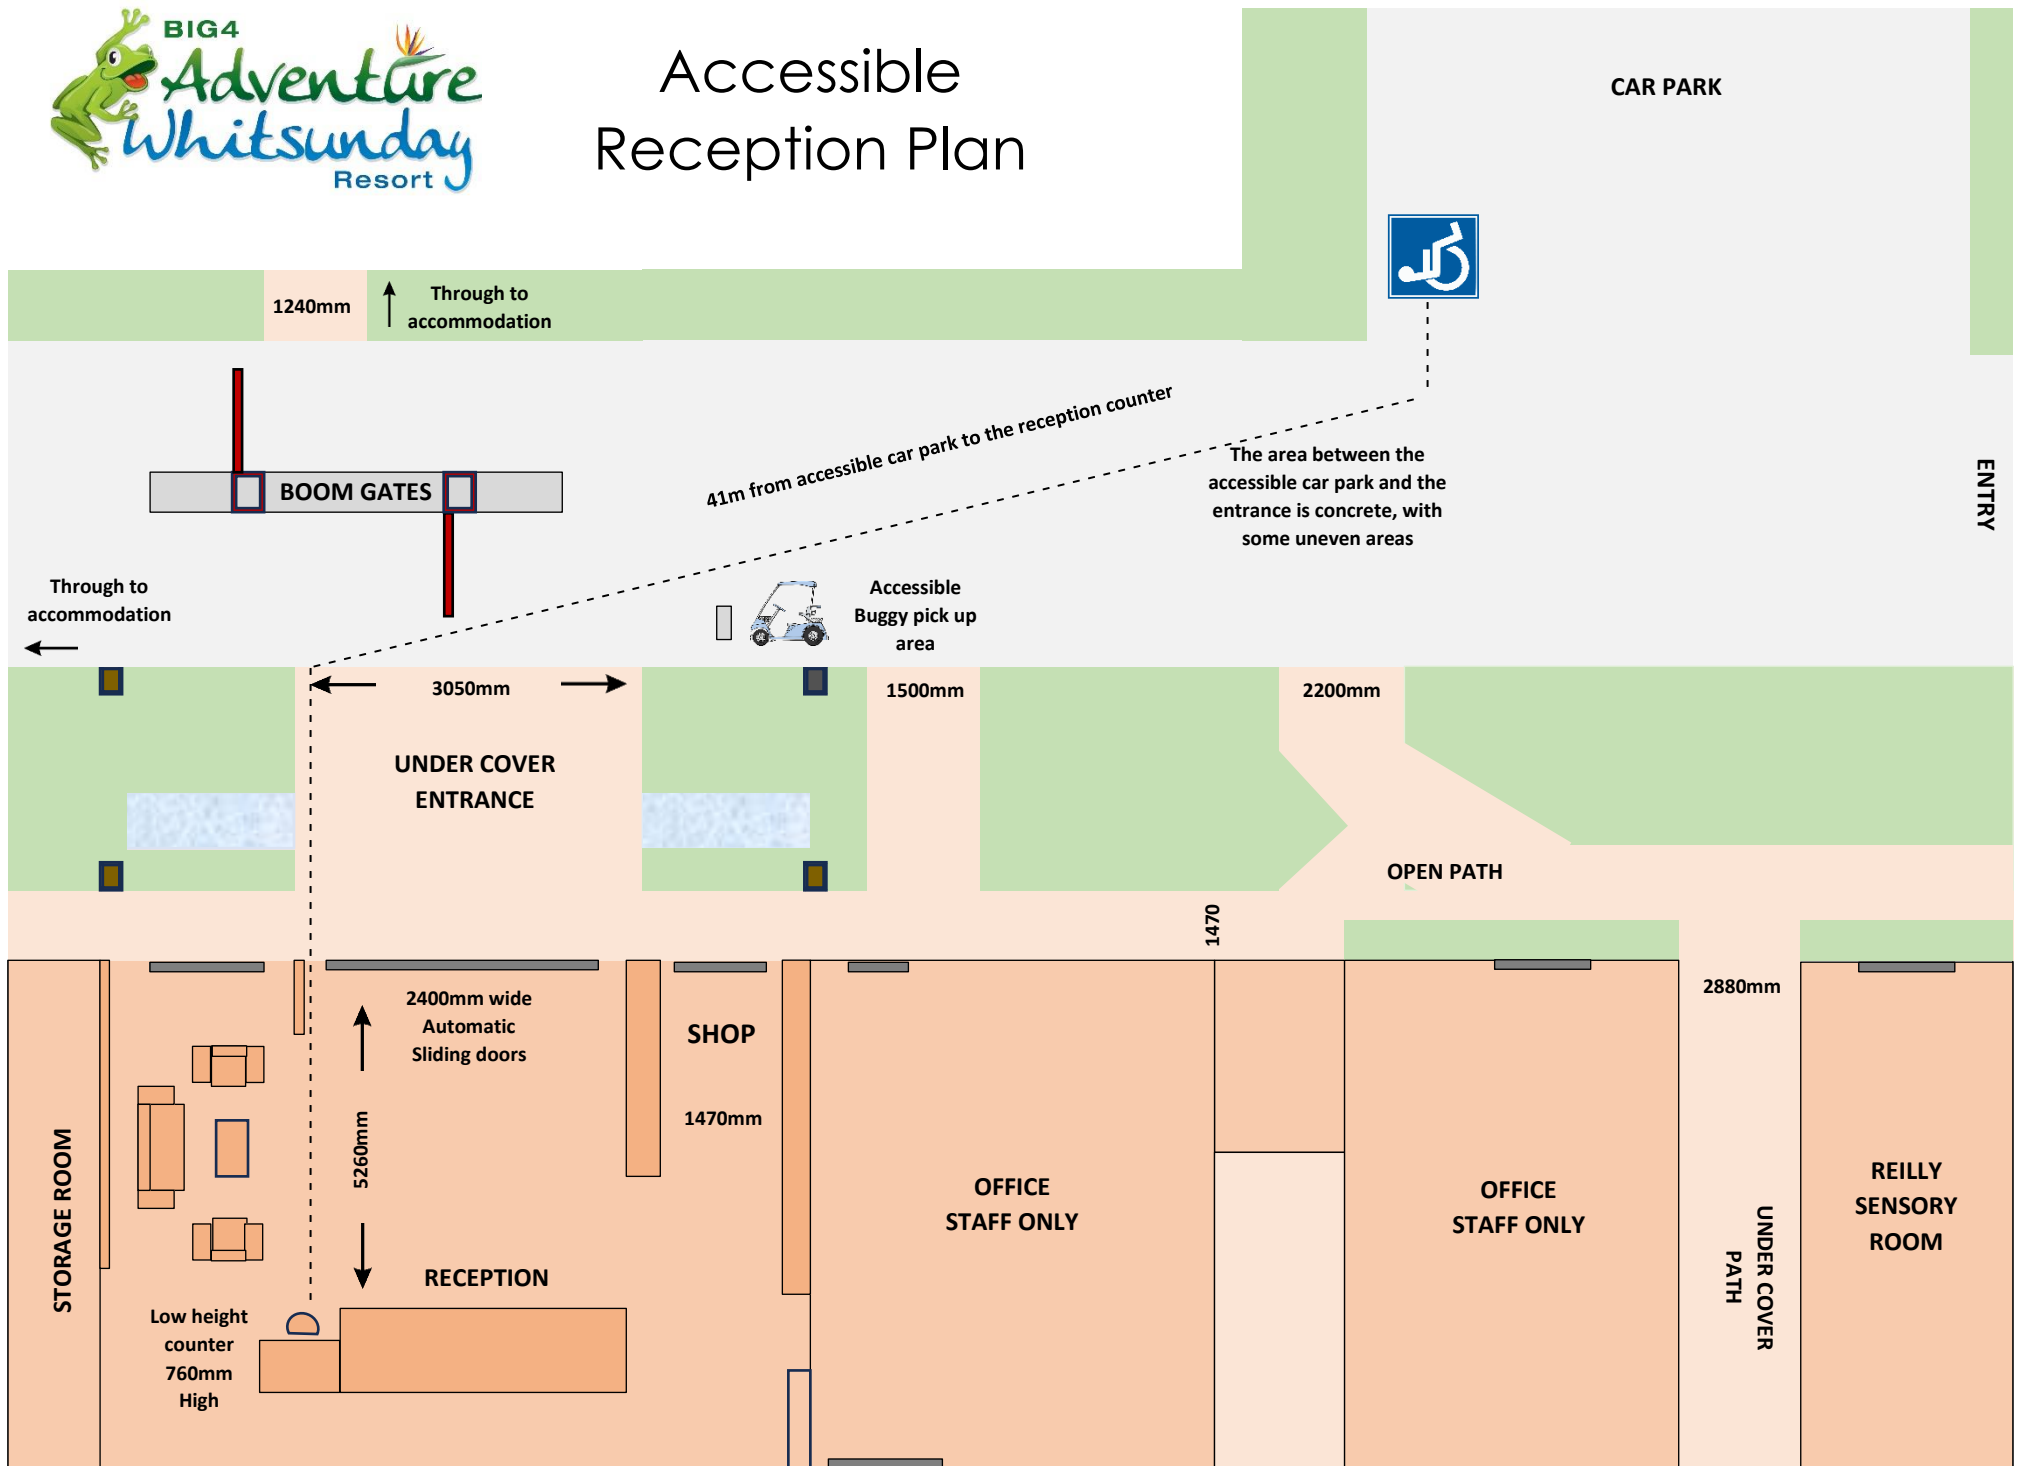 BIG4
Adventure
Whitsunday
Resort
Accessible
Reception Plan
CAR PARK
1240mm
Through to
accommodation
41m from accessible car park to the reception counter
The area between the
accessible car park and the
entrance is concrete, with
some uneven areas
ENTRY
BOOM GATES
Through to
accommodation
Accessible
Buggy pick up
area
3050mm
1500mm
2200mm
UNDER COVER
ENTRANCE
OPEN PATH
1470
2400mm wide
Automatic
Sliding doors
SHOP
1470mm
2880mm
5260mm
STORAGE ROOM
OFFICE
STAFF ONLY
OFFICE
STAFF ONLY
UNDER COVER
PATH
REILLY
SENSORY
ROOM
RECEPTION
Low height
counter
760mm
High